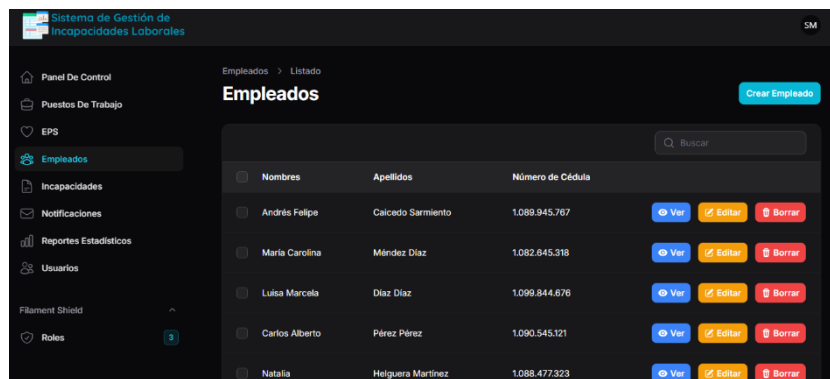 Sistema de Gestión de
Incapacidades Laborales
SM
Panel De Control
Puestos De Trabajo
EPS
Empleados
Incapacidades
Notificaciones
Reportes Estadísticos
Usuarios
Filament Shield
Roles 3
Empleados > Listado
Empleados
Crear Empleado
Buscar
Nombres Apellidos Número de Cédula
Andrés Felipe Caicedo Sarmiento 1.089.945.767 Ver Editar Borrar
María Carolina Méndez Díaz 1.082.645.318 Ver Editar Borrar
Luisa Marcela Díaz Díaz 1.099.844.676 Ver Editar Borrar
Carlos Alberto Pérez Pérez 1.090.545.121 Ver Editar Borrar
Natalia Helguera Martínez 1.088.477.323 Ver Editar Borrar